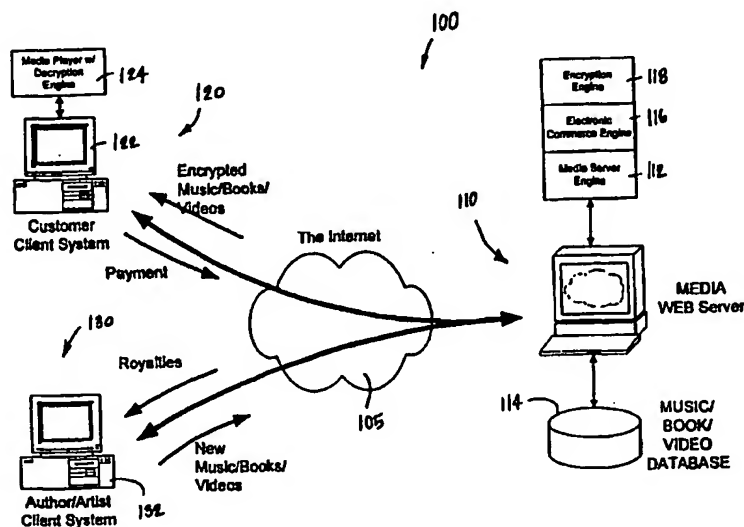 100
Media Player w/
Decryption
Engine
124
120
122
Customer
Client System
Encrypted
Music/Books/
Videos
Payment
The Internet
105
110
Encryption
Engine
118
Electronic
Commerce Engine
116
Media Server
Engine
112
MEDIA
WEB Server
114
MUSIC/
BOOK/
VIDEO
DATABASE
130
Royalties
New
Music/Books/
Videos
132
Author/Artist
Client System